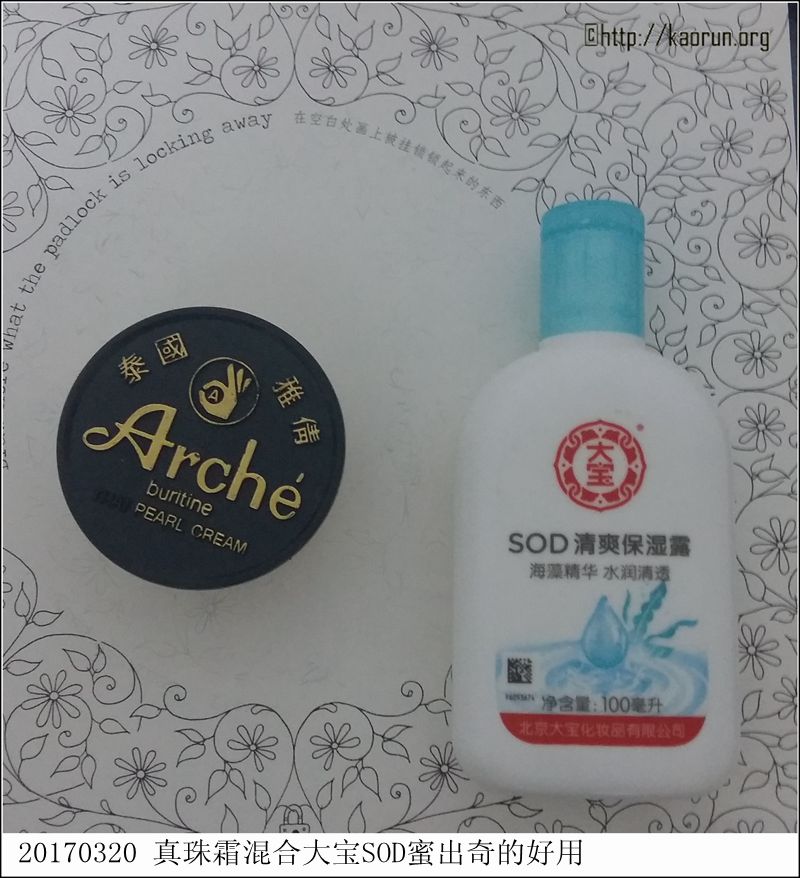 ©http://kaorun.org
what the padlock is locking away
在空白处画上被挂锁锁起来的东西
泰國
雅倩
A
Arché
buritine
PEARL CREAM
大宝
SOD 清爽保湿露
海藻精华 水润清透
净含量: 100毫升
北京大宝化妆品有限公司
20170320 真珠霜混合大宝SOD蜜出奇的好用